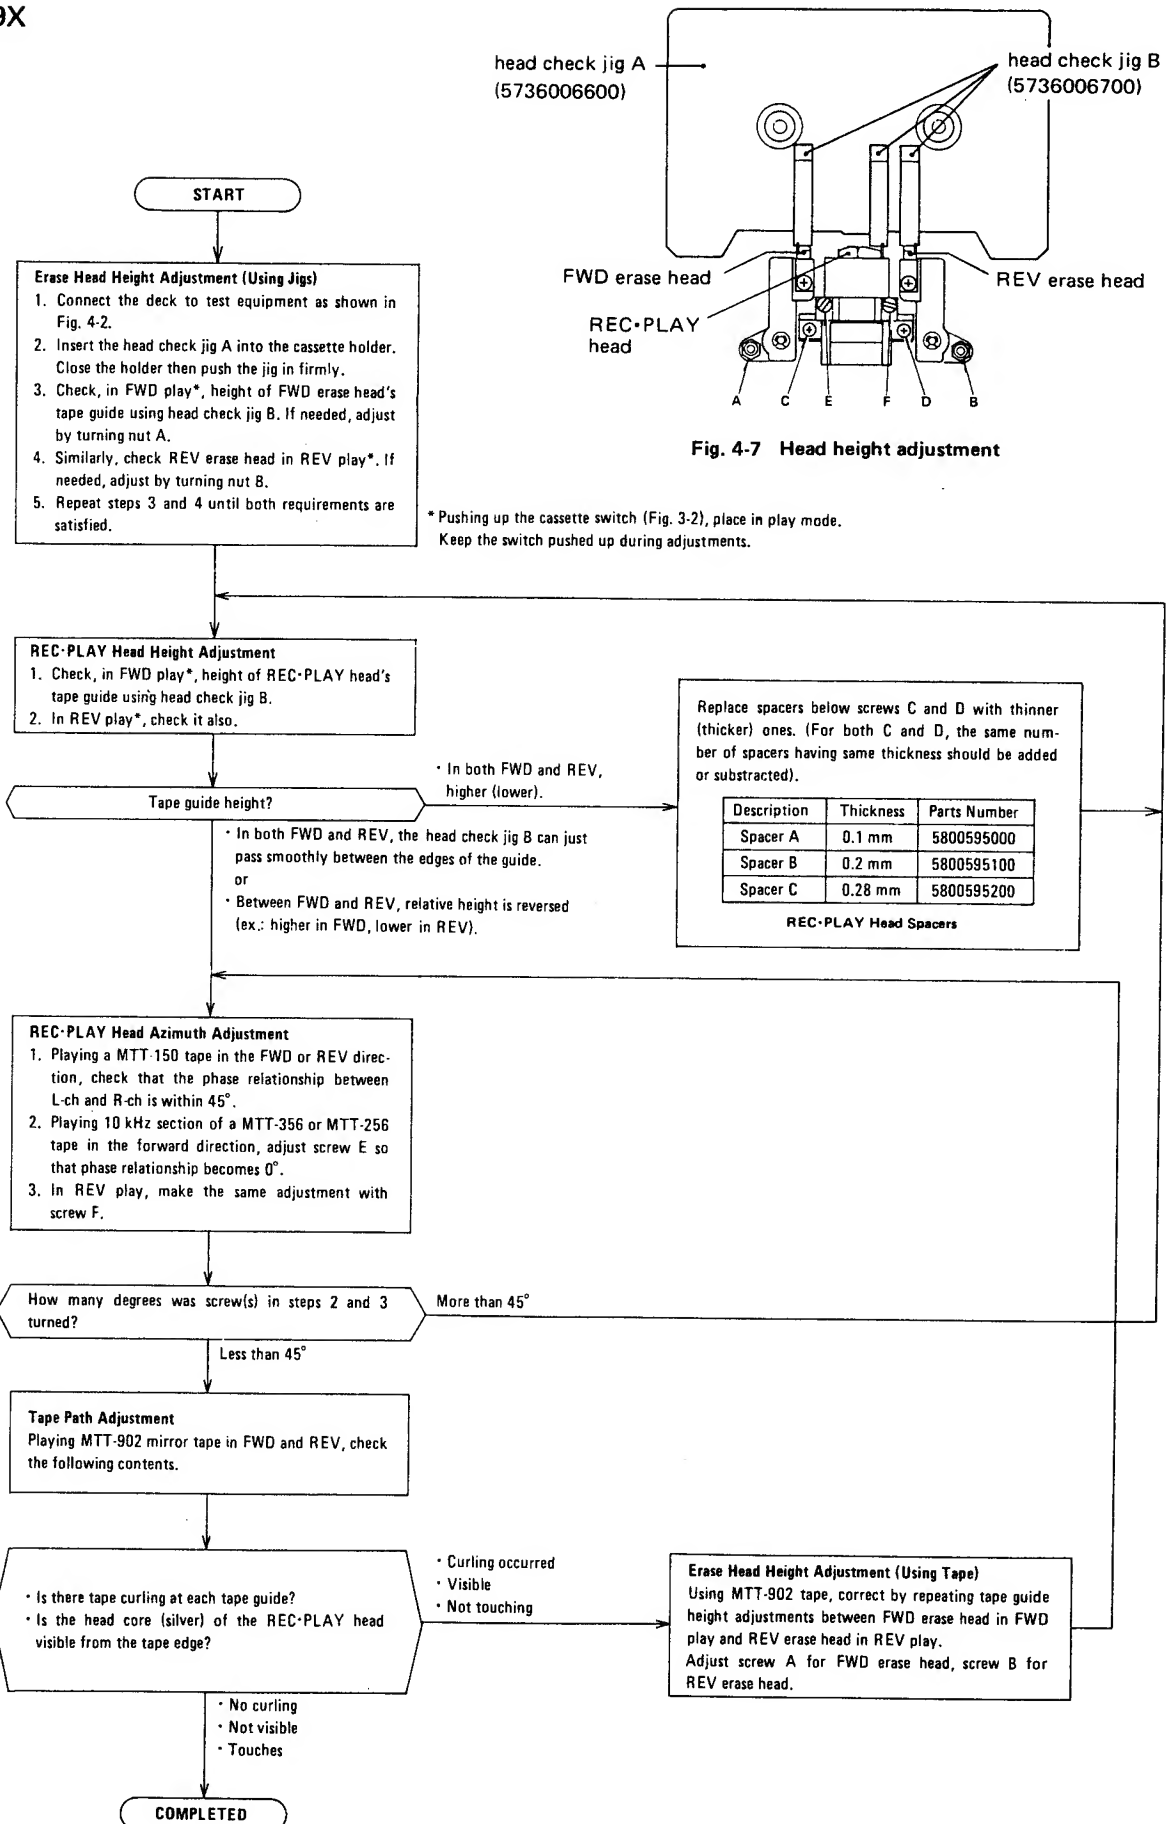 9X
head check jig A
(5736006600)
head check jig B
(5736006700)
FWD erase head
REV erase head
REC•PLAY
head
A C E F D B
Fig. 4-7 Head height adjustment
START
Erase Head Height Adjustment (Using Jigs)
1. Connect the deck to test equipment as shown in
Fig. 4-2.
2. Insert the head check jig A into the cassette holder.
Close the holder then push the jig in firmly.
3. Check, in FWD play*, height of FWD erase head's
tape guide using head check jig B. If needed, adjust
by turning nut A.
4. Similarly, check REV erase head in REV play*. If
needed, adjust by turning nut B.
5. Repeat steps 3 and 4 until both requirements are
satisfied.
* Pushing up the cassette switch (Fig. 3-2), place in play mode.
Keep the switch pushed up during adjustments.
REC•PLAY Head Height Adjustment
1. Check, in FWD play*, height of REC•PLAY head's
tape guide using head check jig B.
2. In REV play*, check it also.
Tape guide height?
• In both FWD and REV,
higher (lower).
Replace spacers below screws C and D with thinner
(thicker) ones. (For both C and D, the same num-
ber of spacers having same thickness should be added
or substracted).
Description Thickness Parts Number
Spacer A 0.1 mm 5800595000
Spacer B 0.2 mm 5800595100
Spacer C 0.28 mm 5800595200
REC•PLAY Head Spacers
• In both FWD and REV, the head check jig B can just
pass smoothly between the edges of the guide.
or
• Between FWD and REV, relative height is reversed
(ex.: higher in FWD, lower in REV).
REC•PLAY Head Azimuth Adjustment
1. Playing a MTT-150 tape in the FWD or REV direc-
tion, check that the phase relationship between
L-ch and R-ch is within 45°.
2. Playing 10 kHz section of a MTT-356 or MTT-256
tape in the forward direction, adjust screw E so
that phase relationship becomes 0°.
3. In REV play, make the same adjustment with
screw F.
How many degrees was screw(s) in steps 2 and 3
turned?
More than 45°
Less than 45°
Tape Path Adjustment
Playing MTT-902 mirror tape in FWD and REV, check
the following contents.
• Is there tape curling at each tape guide?
• Is the head core (silver) of the REC•PLAY head
visible from the tape edge?
• Curling occurred
• Visible
• Not touching
Erase Head Height Adjustment (Using Tape)
Using MTT-902 tape, correct by repeating tape guide
height adjustments between FWD erase head in FWD
play and REV erase head in REV play.
Adjust screw A for FWD erase head, screw B for
REV erase head.
• No curling
• Not visible
• Touches
COMPLETED